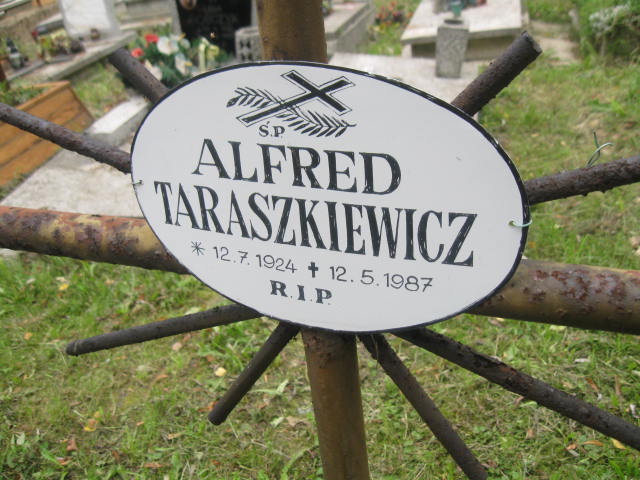 Ś.P.
ALFRED
TARASZKIEWICZ
* 12.7.1924 ✝ 12.5.1987
R.I.P.